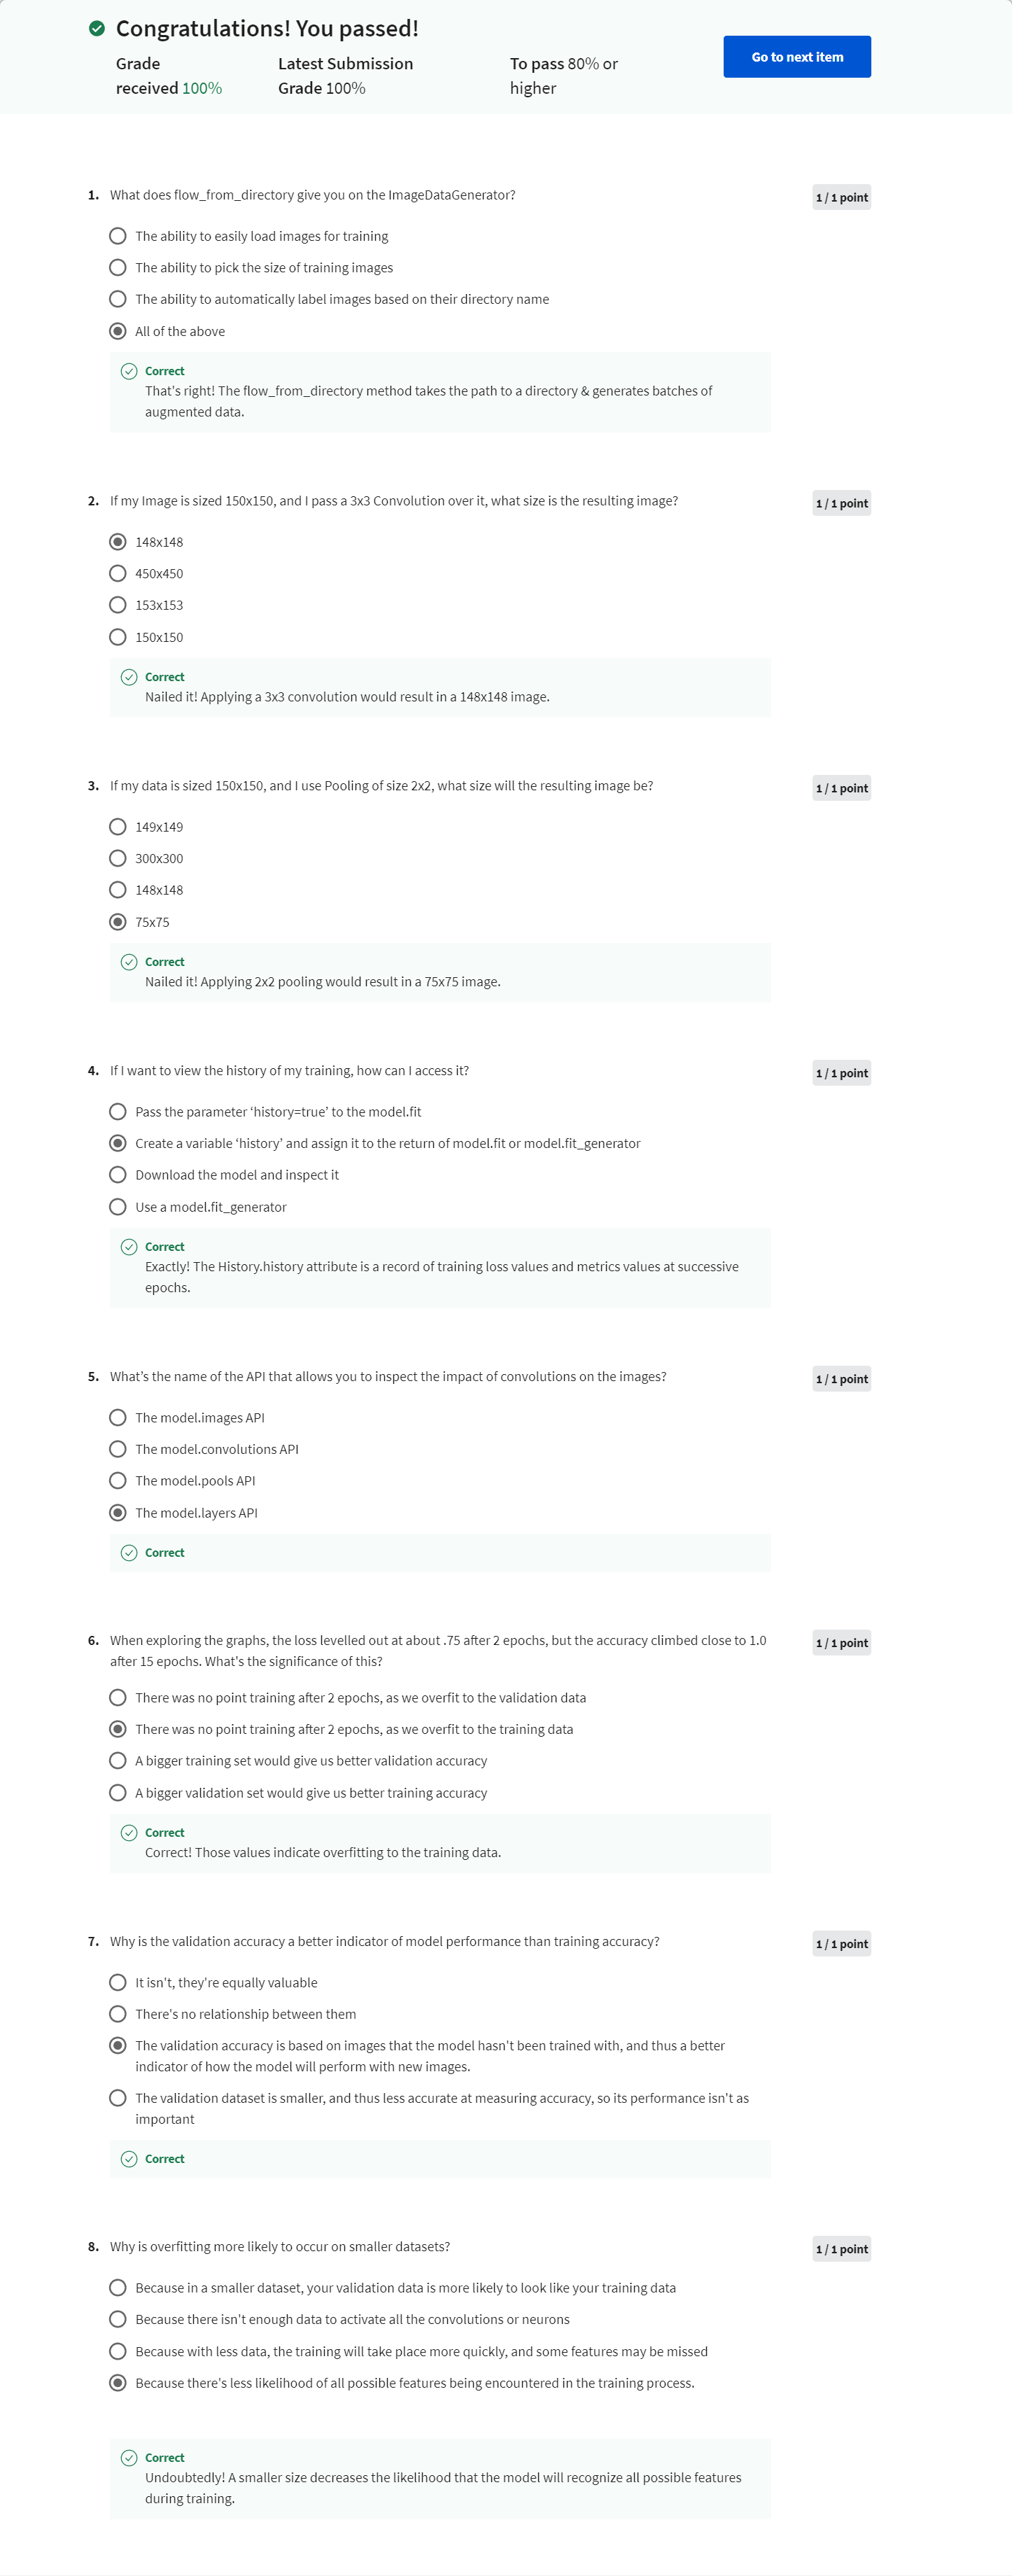 Congratulations! You passed!
Grade
received 100%
Latest Submission
Grade 100%
To pass 80% or
higher
Go to next item
1. What does flow_from_directory give you on the ImageDataGenerator?
1 / 1 point
The ability to easily load images for training
The ability to pick the size of training images
The ability to automatically label images based on their directory name
All of the above
Correct
That's right! The flow_from_directory method takes the path to a directory & generates batches of
augmented data.
2. If my Image is sized 150x150, and I pass a 3x3 Convolution over it, what size is the resulting image?
1 / 1 point
148x148
450x450
153x153
150x150
Correct
Nailed it! Applying a 3x3 convolution would result in a 148x148 image.
3. If my data is sized 150x150, and I use Pooling of size 2x2, what size will the resulting image be?
1 / 1 point
149x149
300x300
148x148
75x75
Correct
Nailed it! Applying 2x2 pooling would result in a 75x75 image.
4. If I want to view the history of my training, how can I access it?
1 / 1 point
Pass the parameter ‘history=true’ to the model.fit
Create a variable ‘history’ and assign it to the return of model.fit or model.fit_generator
Download the model and inspect it
Use a model.fit_generator
Correct
Exactly! The History.history attribute is a record of training loss values and metrics values at successive
epochs.
5. What’s the name of the API that allows you to inspect the impact of convolutions on the images?
1 / 1 point
The model.images API
The model.convolutions API
The model.pools API
The model.layers API
Correct
6. When exploring the graphs, the loss levelled out at about .75 after 2 epochs, but the accuracy climbed close to 1.0
after 15 epochs. What's the significance of this?
1 / 1 point
There was no point training after 2 epochs, as we overfit to the validation data
There was no point training after 2 epochs, as we overfit to the training data
A bigger training set would give us better validation accuracy
A bigger validation set would give us better training accuracy
Correct
Correct! Those values indicate overfitting to the training data.
7. Why is the validation accuracy a better indicator of model performance than training accuracy?
1 / 1 point
It isn't, they're equally valuable
There's no relationship between them
The validation accuracy is based on images that the model hasn't been trained with, and thus a better
indicator of how the model will perform with new images.
The validation dataset is smaller, and thus less accurate at measuring accuracy, so its performance isn't as
important
Correct
8. Why is overfitting more likely to occur on smaller datasets?
1 / 1 point
Because in a smaller dataset, your validation data is more likely to look like your training data
Because there isn't enough data to activate all the convolutions or neurons
Because with less data, the training will take place more quickly, and some features may be missed
Because there's less likelihood of all possible features being encountered in the training process.
Correct
Undoubtedly! A smaller size decreases the likelihood that the model will recognize all possible features
during training.